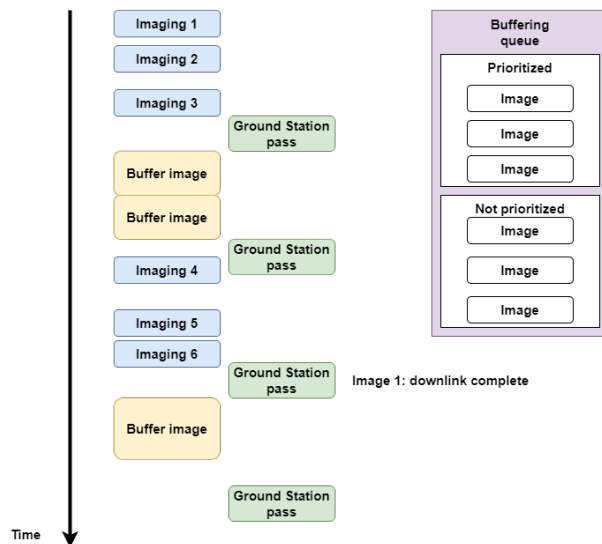 Imaging 1
Imaging 2
Imaging 3
Ground Station
pass
Buffer image
Buffer image
Ground Station
pass
Imaging 4
Imaging 5
Imaging 6
Ground Station
pass
Image 1: downlink complete
Buffer image
Ground Station
pass
Time
Buffering
queue
Prioritized
Image
Image
Image
Not prioritized
Image
Image
Image